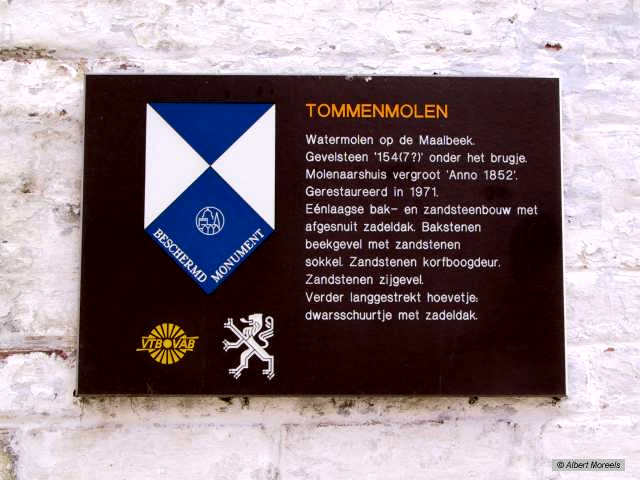 TOMMENMOLEN
Watermolen op de Maalbeek.
Gevelsteen '154(7?)' onder het brugje.
Molenaarshuis vergroot 'Anno 1852'.
Gerestaureerd in 1971.
Eénlaagse bak- en zandsteenbouw met
afgesnuit zadeldak. Bakstenen
beekgevel met zandstenen
sokkel. Zandstenen korfboogdeur.
Zandstenen zijgevel.
Verder langgestrekt hoevetje:
dwarsschuurtje met zadeldak.
BESCHERMD MONUMENT
VTB VAB
© Albert Moreels